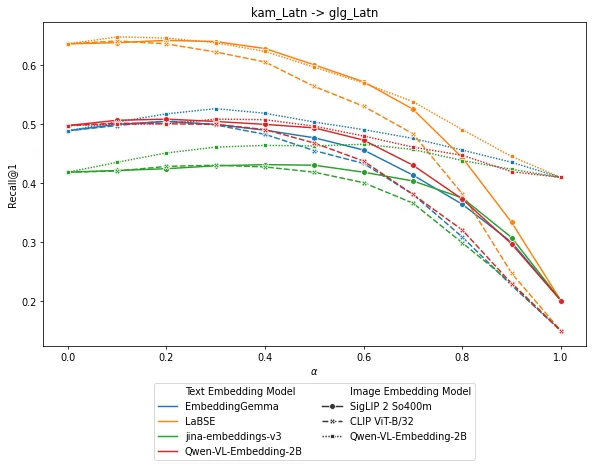 kam_Latn -> glg_Latn
Recall@1
0.6
0.5
0.4
0.3
0.2
0.0 0.2 0.4 0.6 0.8 1.0
α
Text Embedding Model Image Embedding Model
EmbeddingGemma SigLIP 2 So400m
LaBSE CLIP ViT-B/32
jina-embeddings-v3 Qwen-VL-Embedding-2B
Qwen-VL-Embedding-2B